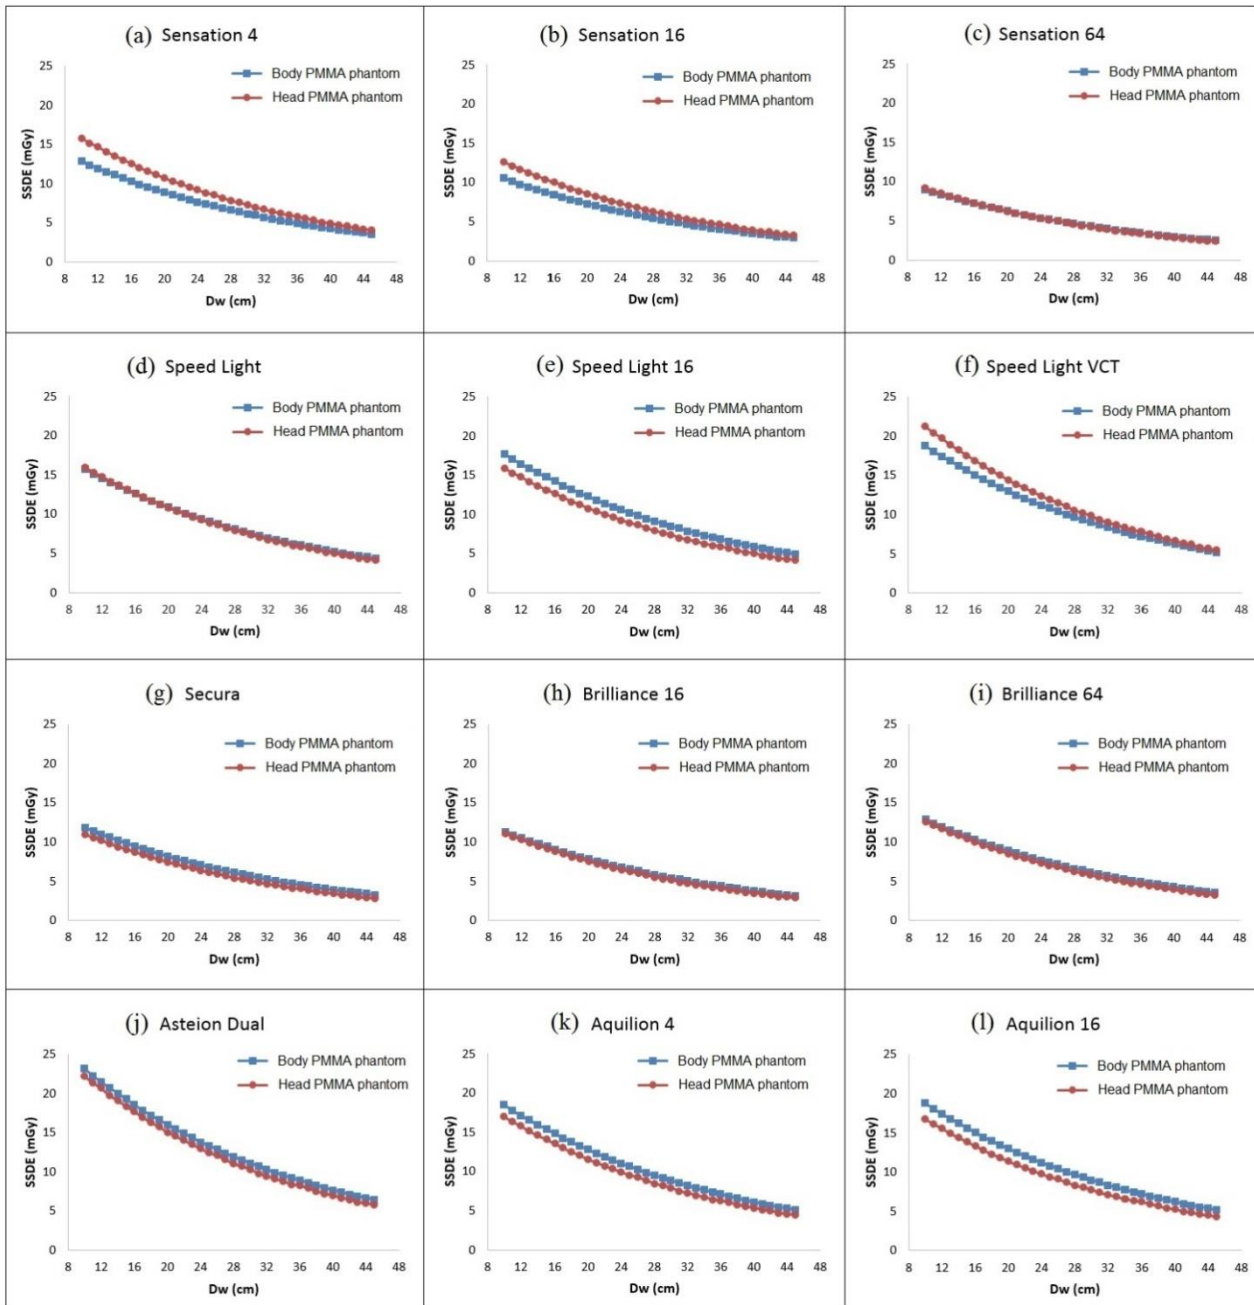 (a) Sensation 4
Body PMMA phantom
Head PMMA phantom
25
20
15
10
5
0
SSDE (mGy)
8 12 16 20 24 28 32 36 40 44 48
Dw (cm)
(b) Sensation 16
Body PMMA phantom
Head PMMA phantom
25
20
15
10
5
0
SSDE (mGy)
8 12 16 20 24 28 32 36 40 44 48
Dw (cm)
(c) Sensation 64
Body PMMA phantom
Head PMMA phantom
25
20
15
10
5
0
SSDE (mGy)
8 12 16 20 24 28 32 36 40 44 48
Dw (cm)
(d) Speed Light
Body PMMA phantom
Head PMMA phantom
25
20
15
10
5
0
SSDE (mGy)
8 12 16 20 24 28 32 36 40 44 48
Dw (cm)
(e) Speed Light 16
Body PMMA phantom
Head PMMA phantom
25
20
15
10
5
0
SSDE (mGy)
8 12 16 20 24 28 32 36 40 44 48
Dw (cm)
(f) Speed Light VCT
Body PMMA phantom
Head PMMA phantom
25
20
15
10
5
0
SSDE (mGy)
8 12 16 20 24 28 32 36 40 44 48
Dw (cm)
(g) Secura
Body PMMA phantom
Head PMMA phantom
25
20
15
10
5
0
SSDE (mGy)
8 12 16 20 24 28 32 36 40 44 48
Dw (cm)
(h) Brilliance 16
Body PMMA phantom
Head PMMA phantom
25
20
15
10
5
0
SSDE (mGy)
8 12 16 20 24 28 32 36 40 44 48
Dw (cm)
(i) Brilliance 64
Body PMMA phantom
Head PMMA phantom
25
20
15
10
5
0
SSDE (mGy)
8 12 16 20 24 28 32 36 40 44 48
Dw (cm)
(j) Asteion Dual
Body PMMA phantom
Head PMMA phantom
25
20
15
10
5
0
SSDE (mGy)
8 12 16 20 24 28 32 36 40 44 48
Dw (cm)
(k) Aquilion 4
Body PMMA phantom
Head PMMA phantom
25
20
15
10
5
0
SSDE (mGy)
8 12 16 20 24 28 32 36 40 44 48
Dw (cm)
(l) Aquilion 16
Body PMMA phantom
Head PMMA phantom
25
20
15
10
5
0
SSDE (mGy)
8 12 16 20 24 28 32 36 40 44 48
Dw (cm)